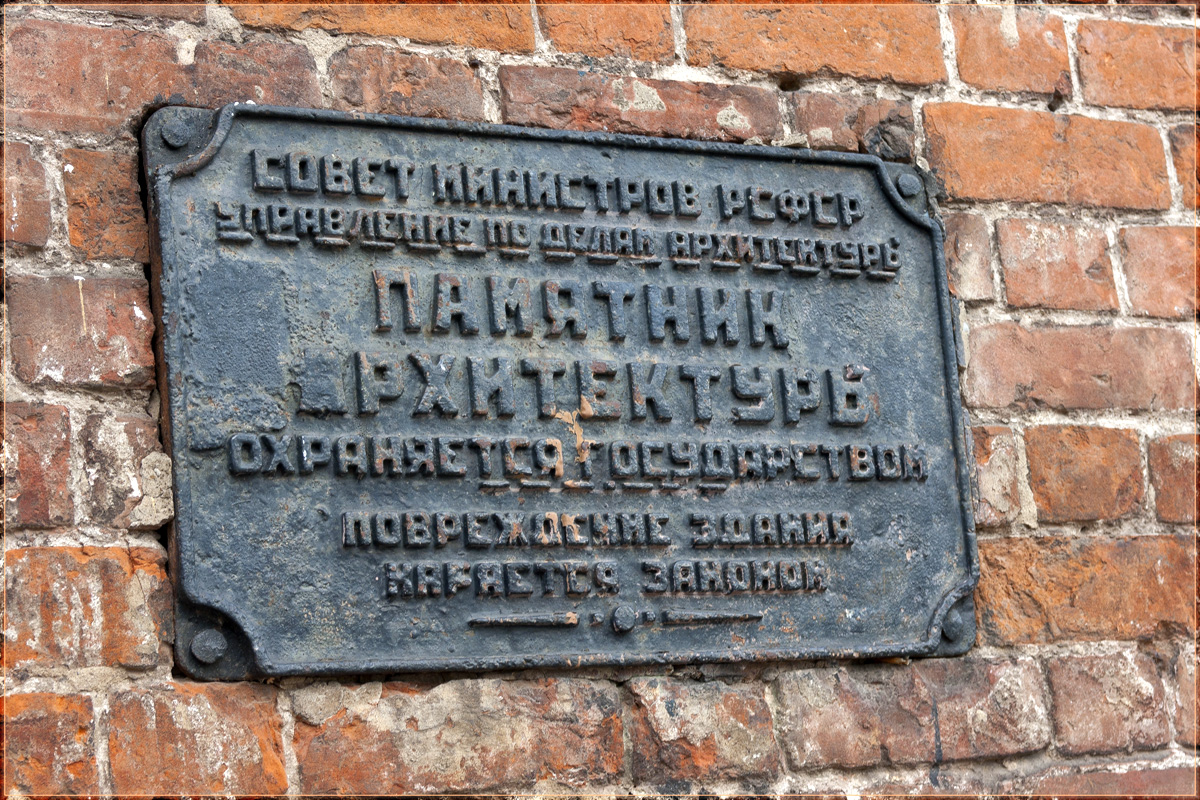 СОВЕТ МИНИСТРОВ РСФСР
УПРАВЛЕНИЕ ПО ДЕЛАМ АРХИТЕКТУРЫ
ПАМЯТНИК
АРХИТЕКТУРЫ
ОХРАНЯЕТСЯ ГОСУДАРСТВОМ
ПОВРЕЖДЕНИЕ ЗДАНИЯ
КАРАЕТСЯ ЗАКОНОМ